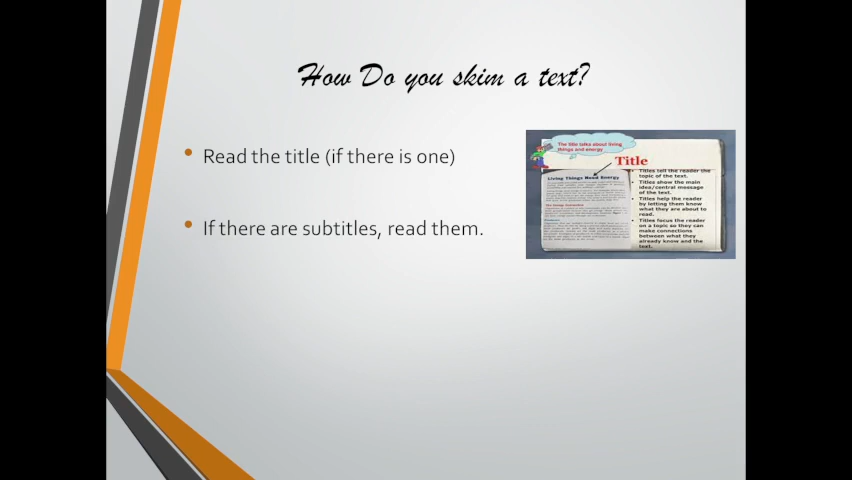 How Do you skim a text?
Read the title (if there is one)
If there are subtitles, read them.
The title talks about living
things and energy
Title
Living Things Need Energy
Titles tell the reader the
topic of the text.
Titles show the main
idea/central message
of the text.
Titles help the reader
by letting them know
what they are about to
read.
Titles focus the reader
on a topic so they can
make connections
between what they
already know and the
text.